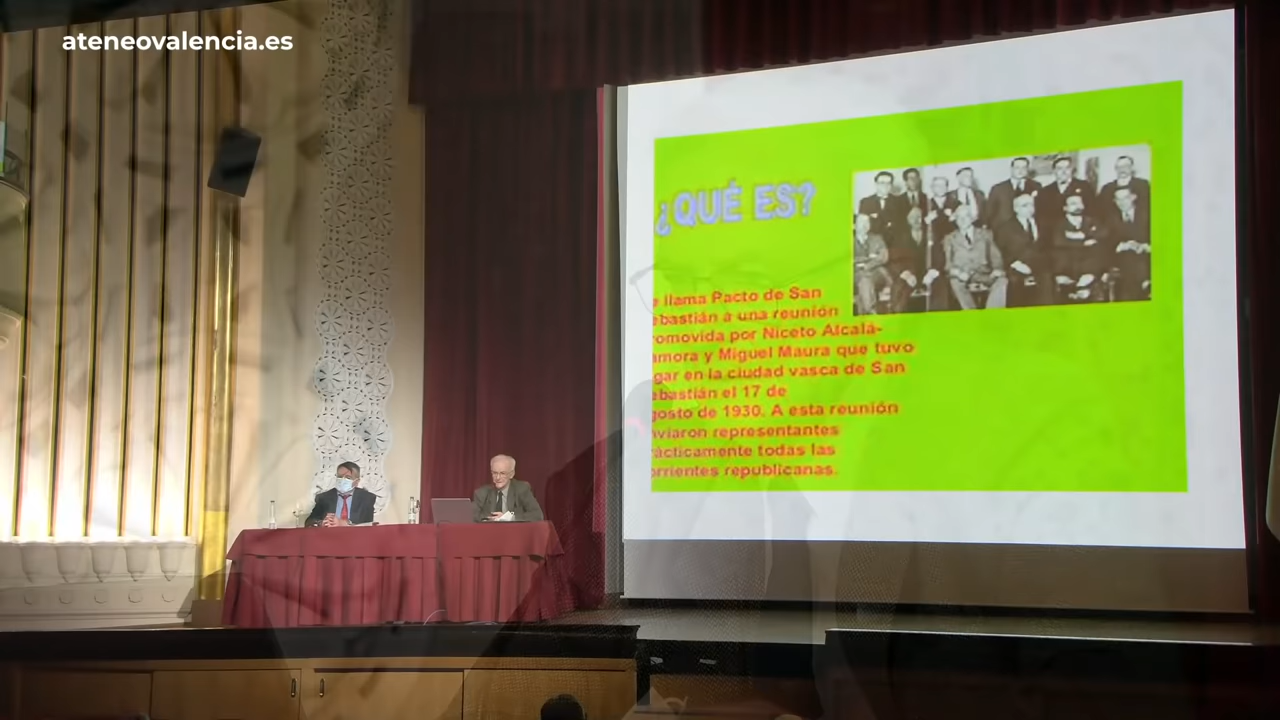 ateneovalencia.es
¿QUÉ ES?
e llama Pacto de San
ebastián a una reunión
romovida por Niceto Alcalá-
amora y Miguel Maura que tuvo
gar en la ciudad vasca de San
ebastián el 17 de
gosto de 1930. A esta reunión
nviaron representantes
rácticamente todas las
orrientes republicanas.